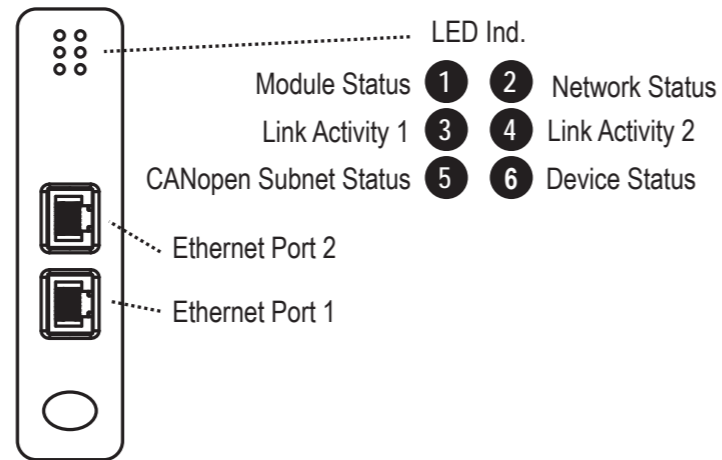 LED Ind.
Module Status 1 2 Network Status
Link Activity 1 3 4 Link Activity 2
CANopen Subnet Status 5 6 Device Status
Ethernet Port 2
Ethernet Port 1